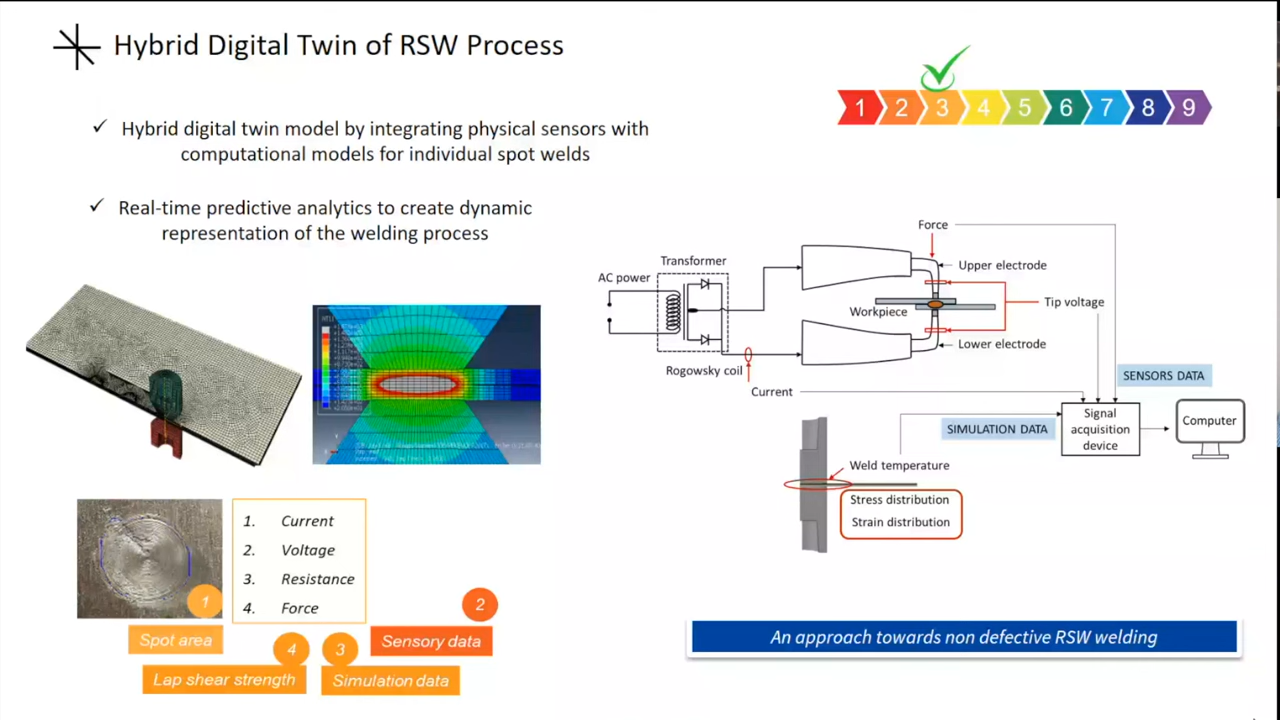 Hybrid Digital Twin of RSW Process
1 2 3 4 5 6 7 8 9
✓ Hybrid digital twin model by integrating physical sensors with
computational models for individual spot welds
✓ Real-time predictive analytics to create dynamic
representation of the welding process
Force
Transformer
Upper electrode
AC power
Tip voltage
Workpiece
Lower electrode
Rogowsky coil
SENSORS DATA
Current
Signal
acquisition
device
Computer
SIMULATION DATA
Weld temperature
Stress distribution
Strain distribution
1. Current
2. Voltage
3. Resistance
4. Force
1
Spot area
2
Sensory data
4
Lap shear strength
3
Simulation data
An approach towards non defective RSW welding